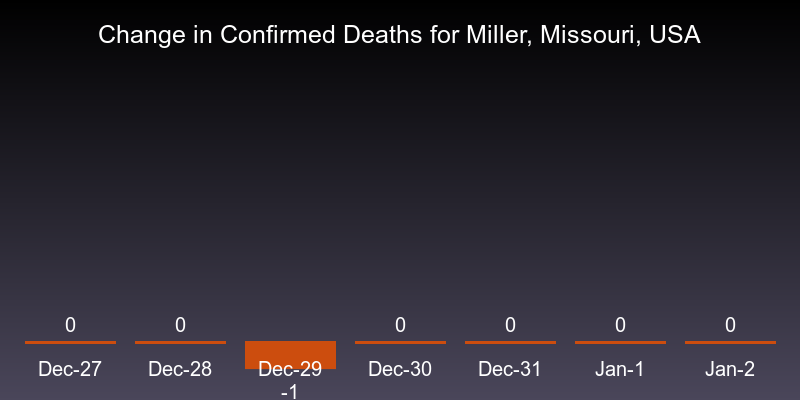 Change in Confirmed Deaths for Miller, Missouri, USA
0 0 0 0 0 0
Dec-27 Dec-28 Dec-29 Dec-30 Dec-31 Jan-1 Jan-2
-1